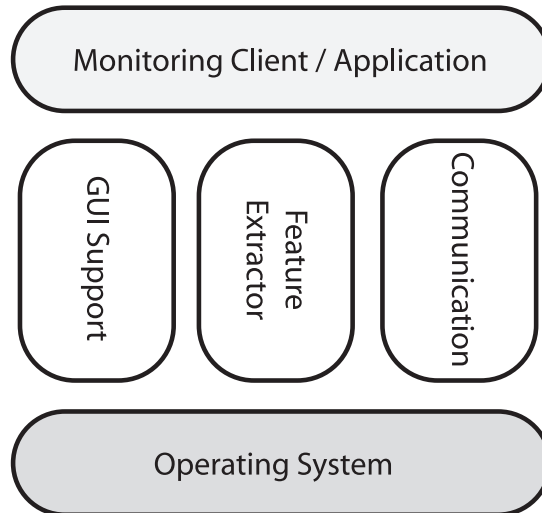 Monitoring Client / Application
GUI Support
Feature
Extractor
Communication
Operating System